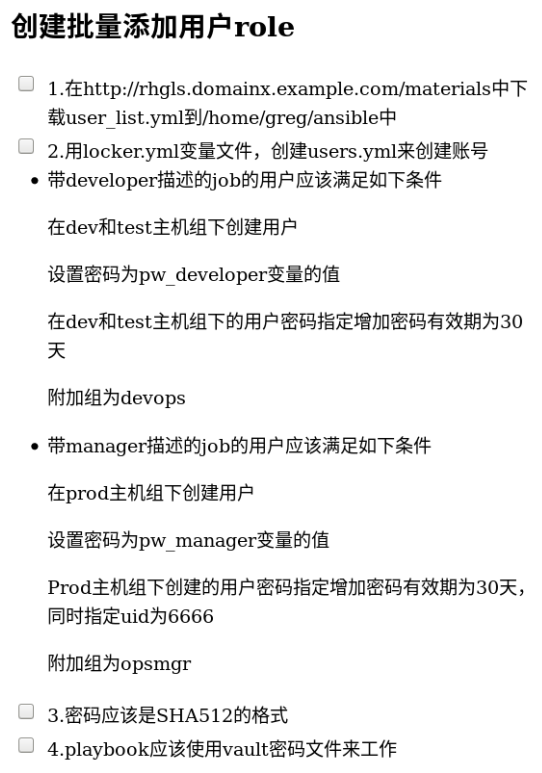 创建批量添加用户role
1.在http://rhgls.domainx.example.com/materials中下
载user_list.yml到/home/greg/ansible中
2.用locker.yml变量文件，创建users.yml来创建账号
带developer描述的job的用户应该满足如下条件
在dev和test主机组下创建用户
设置密码为pw_developer变量的值
在dev和test主机组下的用户密码指定增加密码有效期为30
天
附加组为devops
带manager描述的job的用户应该满足如下条件
在prod主机组下创建用户
设置密码为pw_manager变量的值
Prod主机组下创建的用户密码指定增加密码有效期为30天，
同时指定uid为6666
附加组为opsmgr
3.密码应该是SHA512的格式
4.playbook应该使用vault密码文件来工作